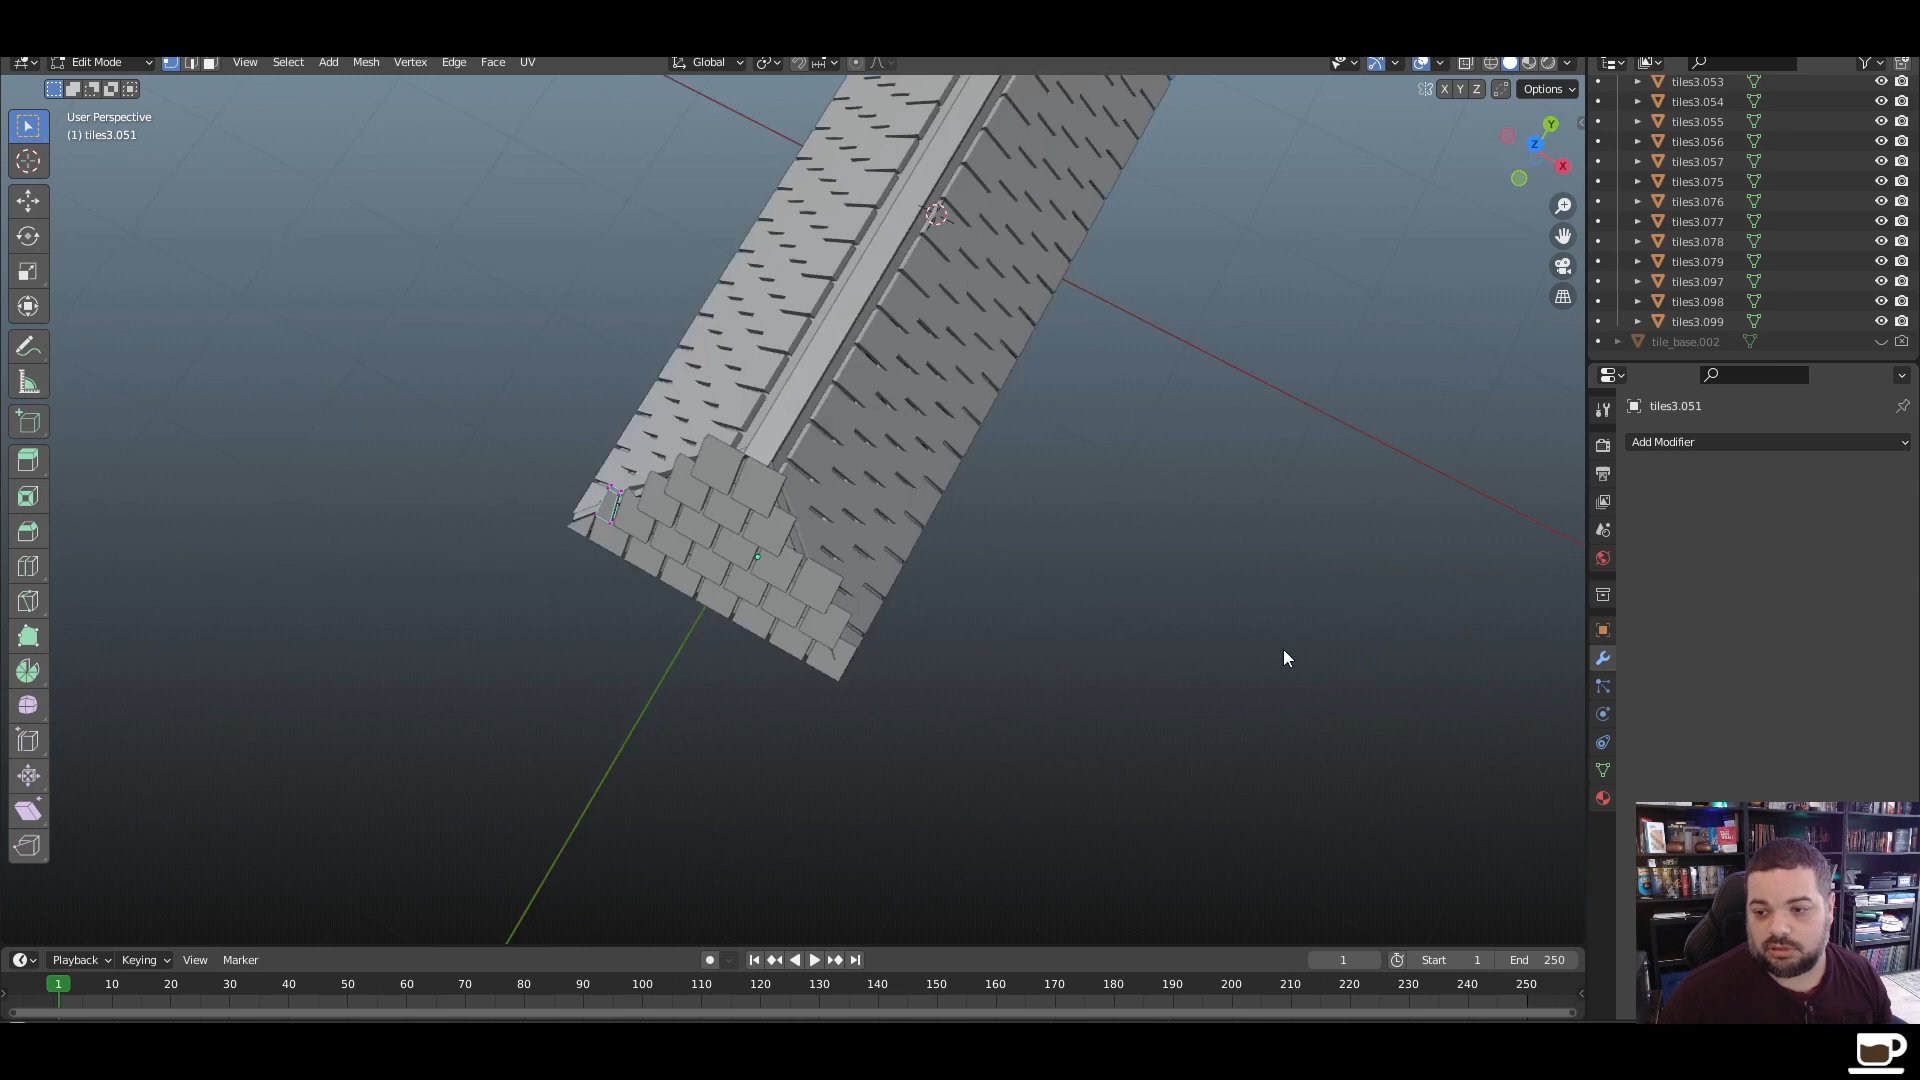 Edit Mode
View
Select
Add
Mesh
Vertex
Edge
Face
UV
Global
X
Y
Z
Options
User Perspective
(1) tiles3.051
Y
Z
X
tiles3.053
tiles3.054
tiles3.055
tiles3.056
tiles3.057
tiles3.075
tiles3.076
tiles3.077
tiles3.078
tiles3.079
tiles3.097
tiles3.098
tiles3.099
tile_base.002
tiles3.051
Add Modifier
Playback
Keying
View
Marker
1
Start 1
End 250
1 10 20 30 40 50 60 70 80 90 100 110 120 130 140 150 160 170 180 190 200 210 220 230 240 250